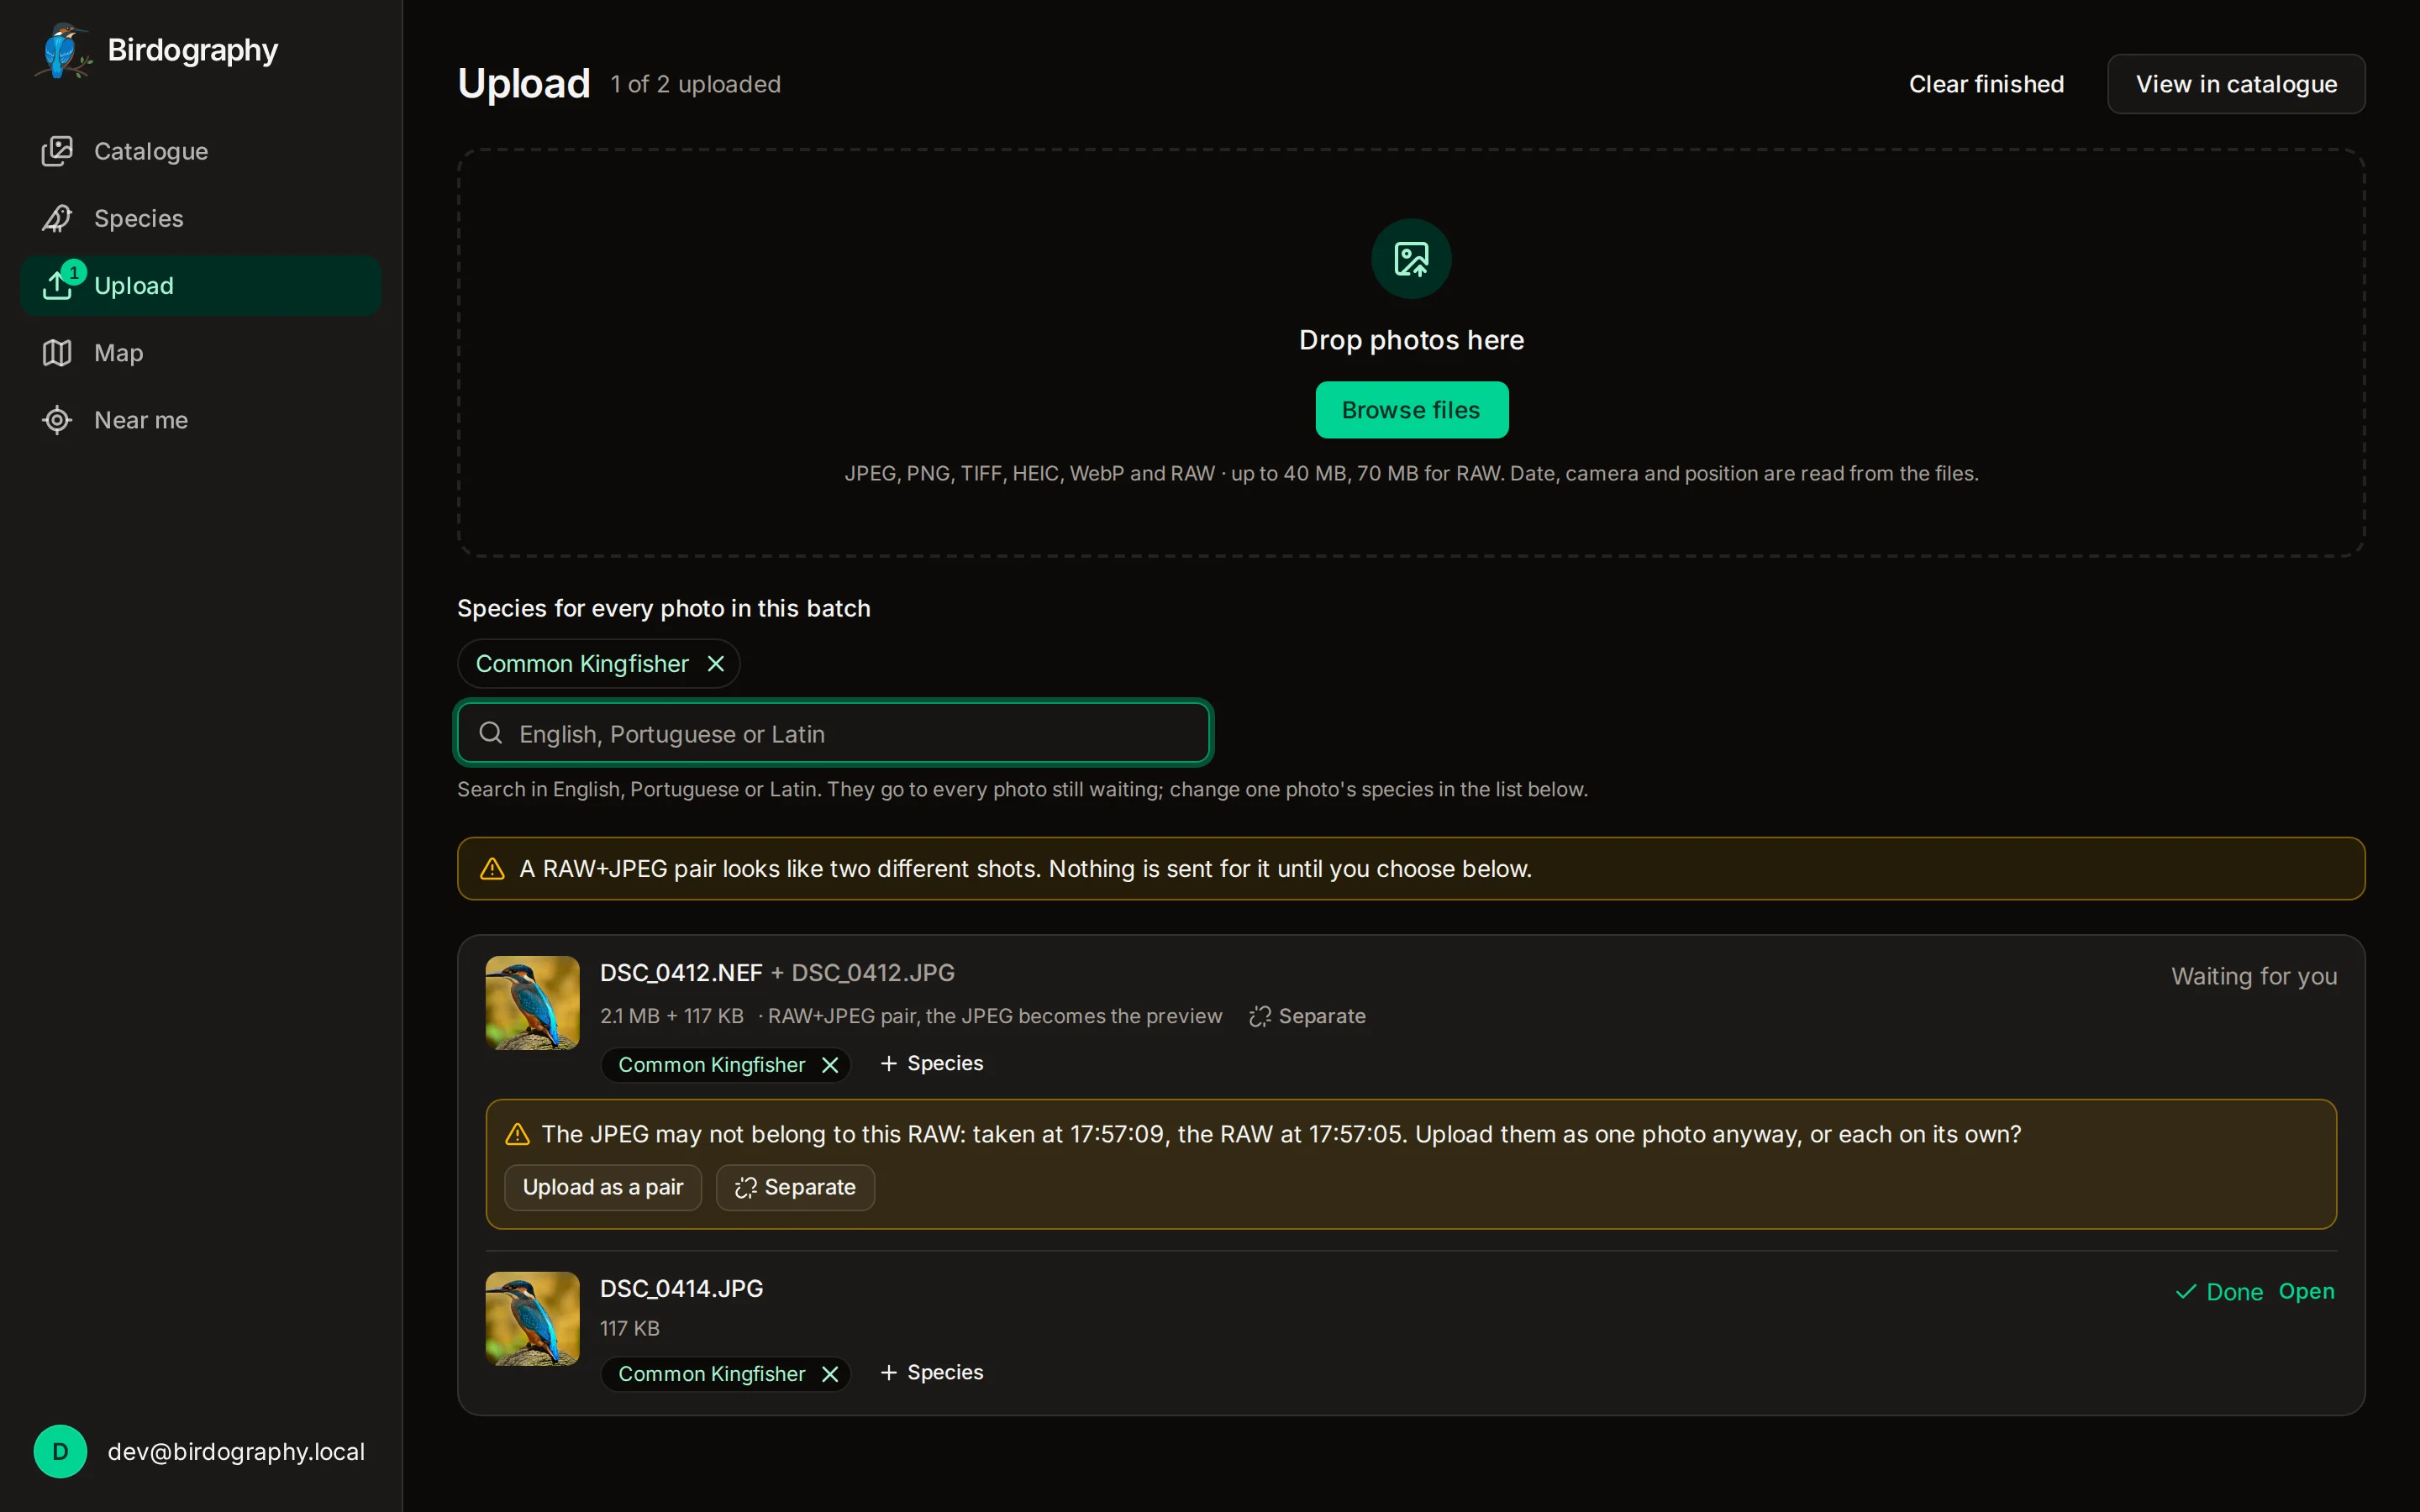 Birdography
Catalogue
Species
1
Upload
Map
Near me
D
dev@birdography.local
Upload
1 of 2 uploaded
Clear finished
View in catalogue
Drop photos here
Browse files
JPEG, PNG, TIFF, HEIC, WebP and RAW · up to 40 MB, 70 MB for RAW. Date, camera and position are read from the files.
Species for every photo in this batch
Common Kingfisher
English, Portuguese or Latin
Search in English, Portuguese or Latin. They go to every photo still waiting; change one photo's species in the list below.
A RAW+JPEG pair looks like two different shots. Nothing is sent for it until you choose below.
DSC_0412.NEF + DSC_0412.JPG
Waiting for you
2.1 MB + 117 KB · RAW+JPEG pair, the JPEG becomes the preview
Separate
Common Kingfisher
+ Species
The JPEG may not belong to this RAW: taken at 17:57:09, the RAW at 17:57:05. Upload them as one photo anyway, or each on its own?
Upload as a pair
Separate
DSC_0414.JPG
Done
Open
117 KB
Common Kingfisher
+ Species